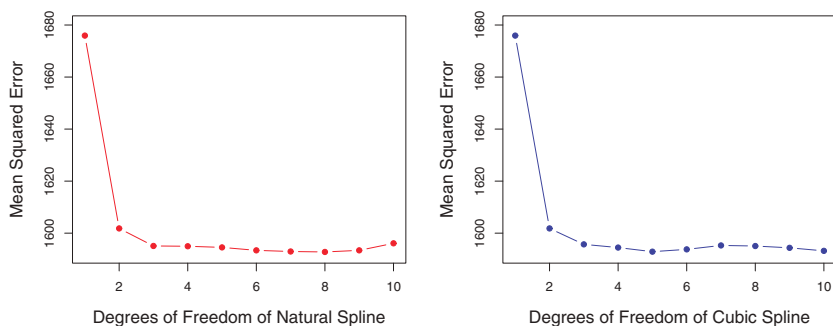 Mean Squared Error
1600 1620 1640 1660 1680
2 4 6 8 10
Degrees of Freedom of Natural Spline
Mean Squared Error
1600 1620 1640 1660 1680
2 4 6 8 10
Degrees of Freedom of Cubic Spline